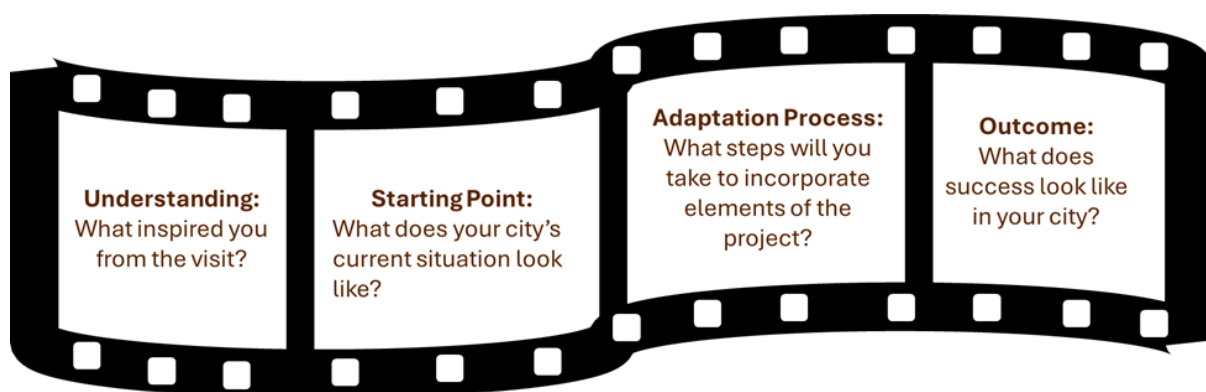 Understanding:
What inspired you
from the visit?
Starting Point:
What does your city’s
current situation look
like?
Adaptation Process:
What steps will you
take to incorporate
elements of the
project?
Outcome:
What does
success look like
in your city?